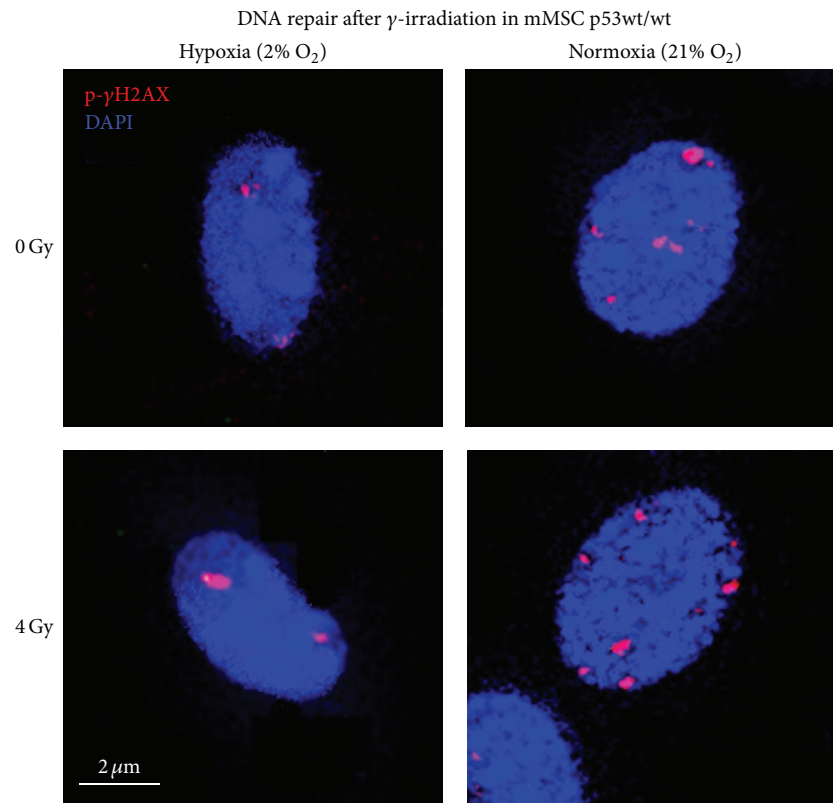 DNA repair after γ-irradiation in mMSC p53wt/wt
Hypoxia (2% O₂)
Normoxia (21% O₂)
p-γH2AX
DAPI
0 Gy
4 Gy
2 μm